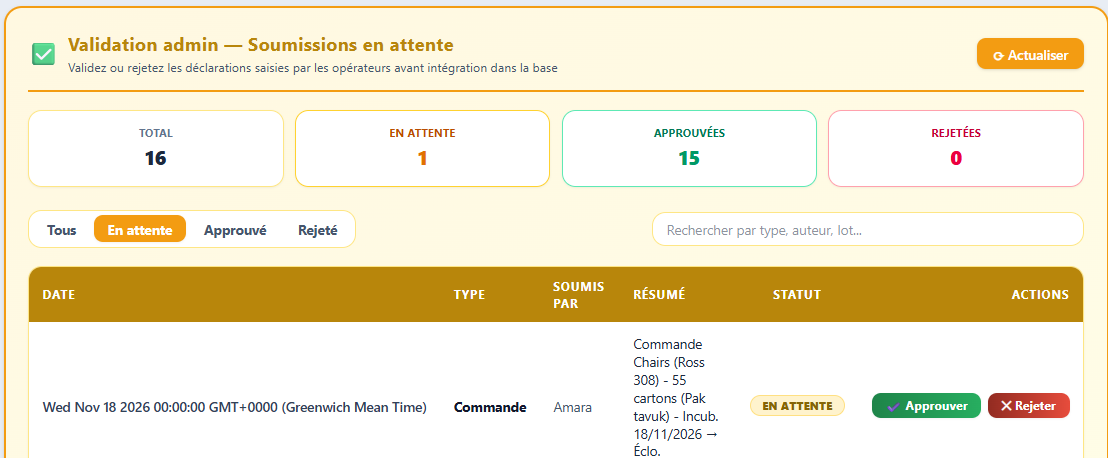 Validation admin — Soumissions en attente
Validez ou rejetez les déclarations saisies par les opérateurs avant intégration dans la base
⟳ Actualiser
TOTAL
16
EN ATTENTE
1
APPROUVÉES
15
REJETÉES
0
Tous
En attente
Approuvé
Rejeté
Rechercher par type, auteur, lot...
DATE
TYPE
SOUMIS
PAR
RÉSUMÉ
STATUT
ACTIONS
Wed Nov 18 2026 00:00:00 GMT+0000 (Greenwich Mean Time)
Commande
Amara
Commande
Chairs (Ross
308) - 55
cartons (Pak
tavuk) - Incub.
18/11/2026 →
Éclo.
EN ATTENTE
✔ Approuver
✕ Rejeter